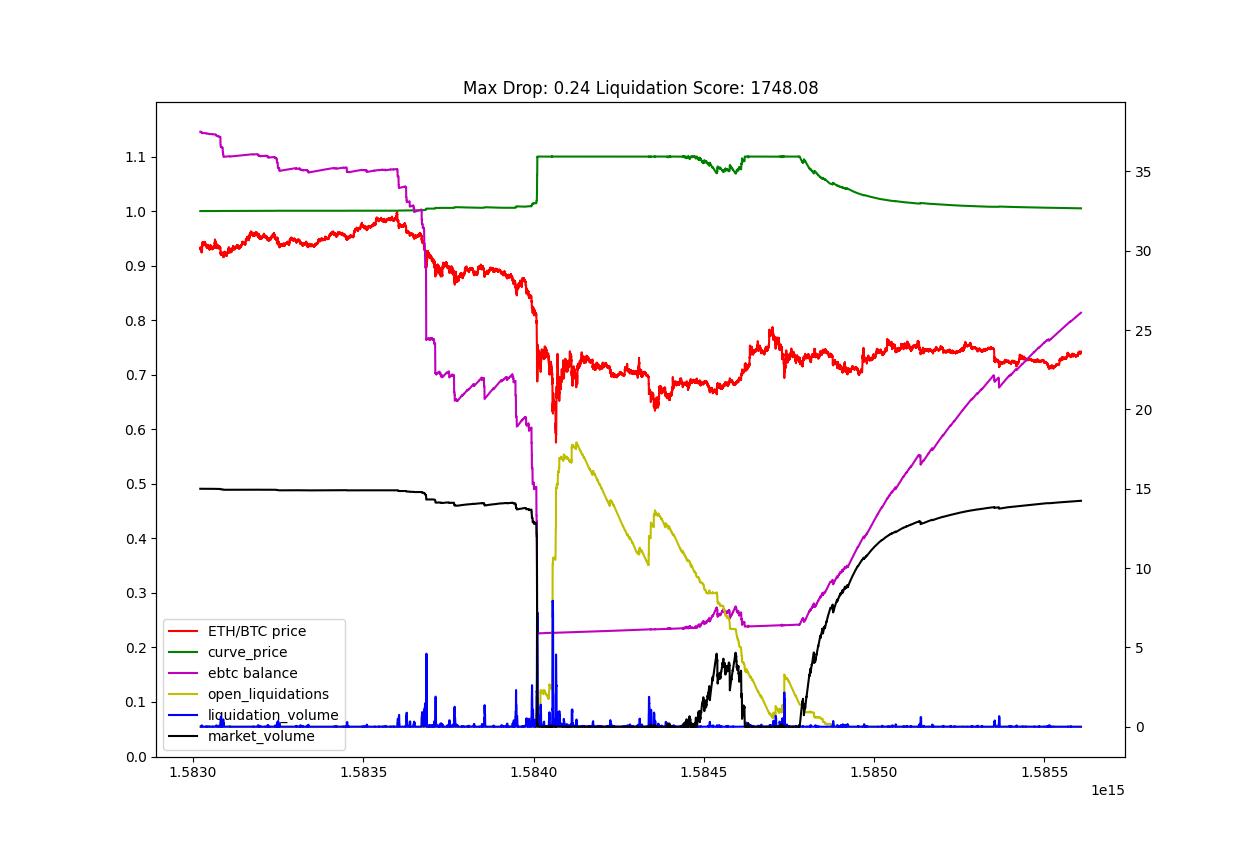 Max Drop: 0.24 Liquidation Score: 1748.08
1.1
1.0
0.9
0.8
0.7
0.6
0.5
0.4
0.3
0.2
0.1
0.0
35
30
25
20
15
10
5
0
ETH/BTC price
curve_price
ebtc balance
open_liquidations
liquidation_volume
market_volume
1.5830 1.5835 1.5840 1.5845 1.5850 1.5855
1e15